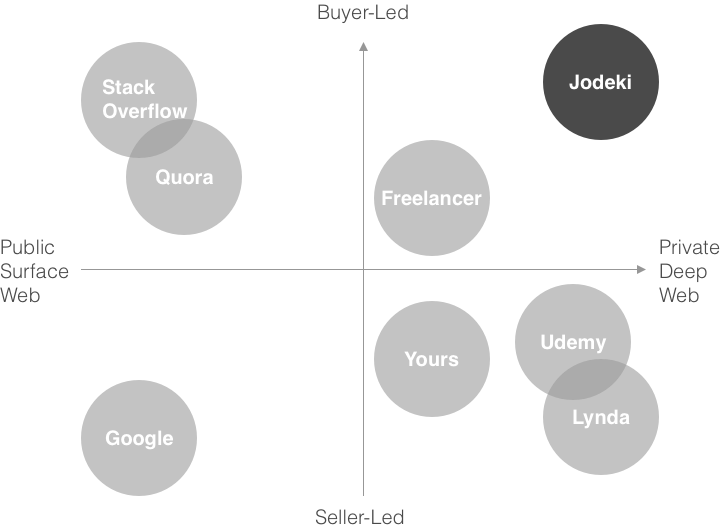 Buyer-Led
Stack
Overflow
Jodeki
Quora
Freelancer
Public
Surface
Web
Private
Deep
Web
Yours
Udemy
Lynda
Google
Seller-Led